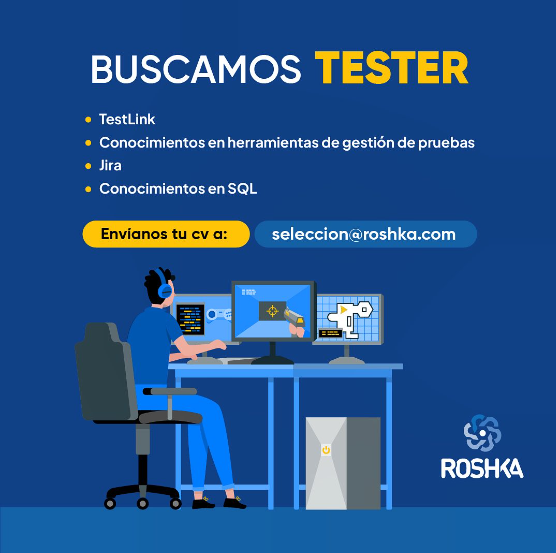 BUSCAMOS TESTER
TestLink
Conocimientos en herramientas de gestión de pruebas
Jira
Conocimientos en SQL
Envíanos tu cv a: seleccion@roshka.com
ROSHKA